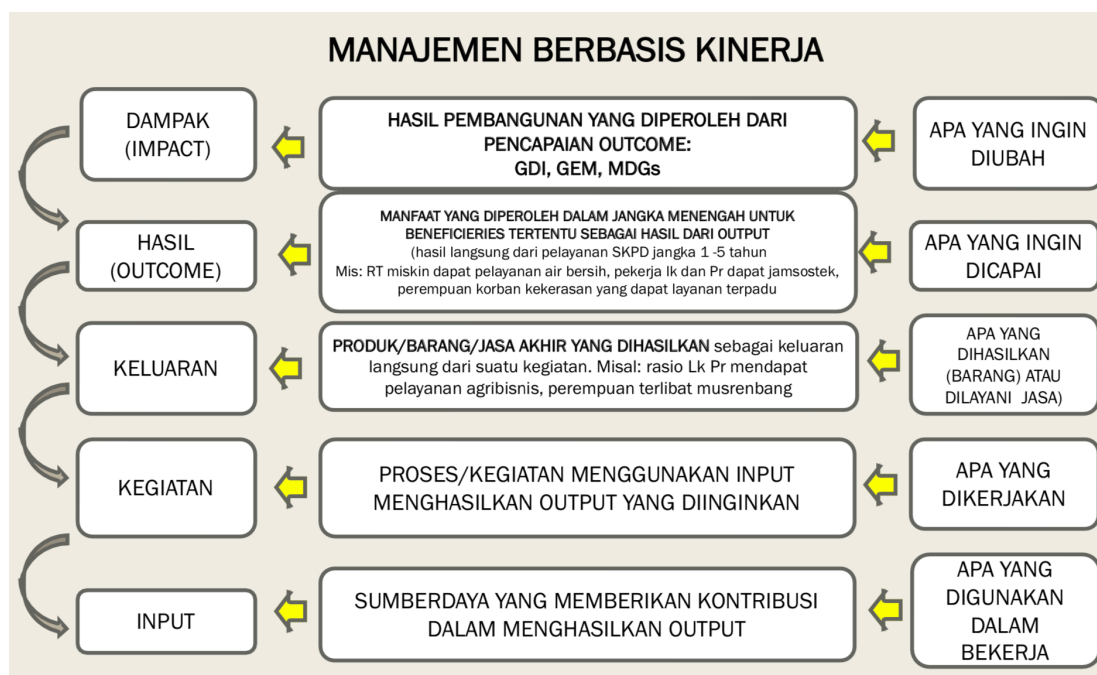 MANAJEMEN BERBASIS KINERJA
DAMPAK
(IMPACT)
HASIL PEMBANGUNAN YANG DIPEROLEH DARI
PENCAPAIAN OUTCOME:
GDI, GEM, MDGs
APA YANG INGIN
DIUBAH
HASIL
(OUTCOME)
MANFAAT YANG DIPEROLEH DALAM JANGKA MENENGAH UNTUK
BENEFICIERIES TERTENTU SEBAGAI HASIL DARI OUTPUT
(hasil langsung dari pelayanan SKPD jangka 1 -5 tahun
Mis: RT miskin dapat pelayanan air bersih, pekerja lk dan Pr dapat jamsostek,
perempuan korban kekerasan yang dapat layanan terpadu
APA YANG INGIN
DICAPAI
KELUARAN
PRODUK/BARANG/JASA AKHIR YANG DIHASILKAN sebagai keluaran
langsung dari suatu kegiatan. Misal: rasio Lk Pr mendapat
pelayanan agribisnis, perempuan terlibat musrenbang
APA YANG
DIHASILKAN
(BARANG) ATAU
DILAYANI JASA)
KEGIATAN
PROSES/KEGIATAN MENGGUNAKAN INPUT
MENGHASILKAN OUTPUT YANG DIINGINKAN
APA YANG
DIKERJAKAN
INPUT
SUMBERDAYA YANG MEMBERIKAN KONTRIBUSI
DALAM MENGHASILKAN OUTPUT
APA YANG
DIGUNAKAN
DALAM
BEKERJA